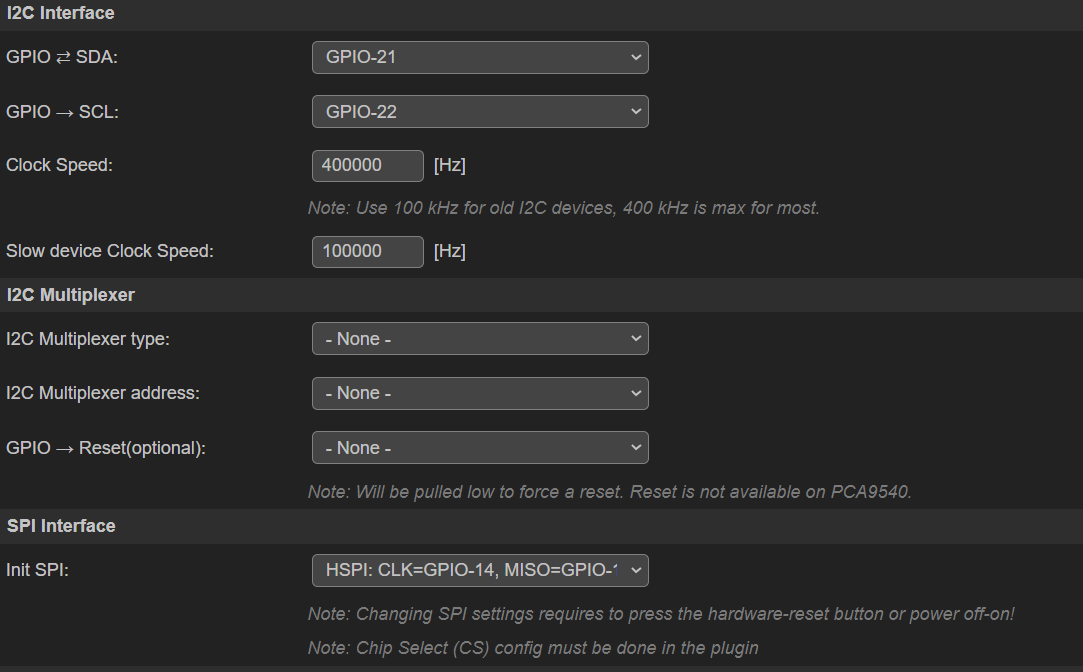 I2C Interface
GPIO ⇄ SDA: GPIO-21
GPIO → SCL: GPIO-22
Clock Speed: 400000 [Hz]
Note: Use 100 kHz for old I2C devices, 400 kHz is max for most.
Slow device Clock Speed: 100000 [Hz]
I2C Multiplexer
I2C Multiplexer type: - None -
I2C Multiplexer address: - None -
GPIO → Reset(optional): - None -
Note: Will be pulled low to force a reset. Reset is not available on PCA9540.
SPI Interface
Init SPI: HSPI: CLK=GPIO-14, MISO=GPIO-1
Note: Changing SPI settings requires to press the hardware-reset button or power off-on!
Note: Chip Select (CS) config must be done in the plugin